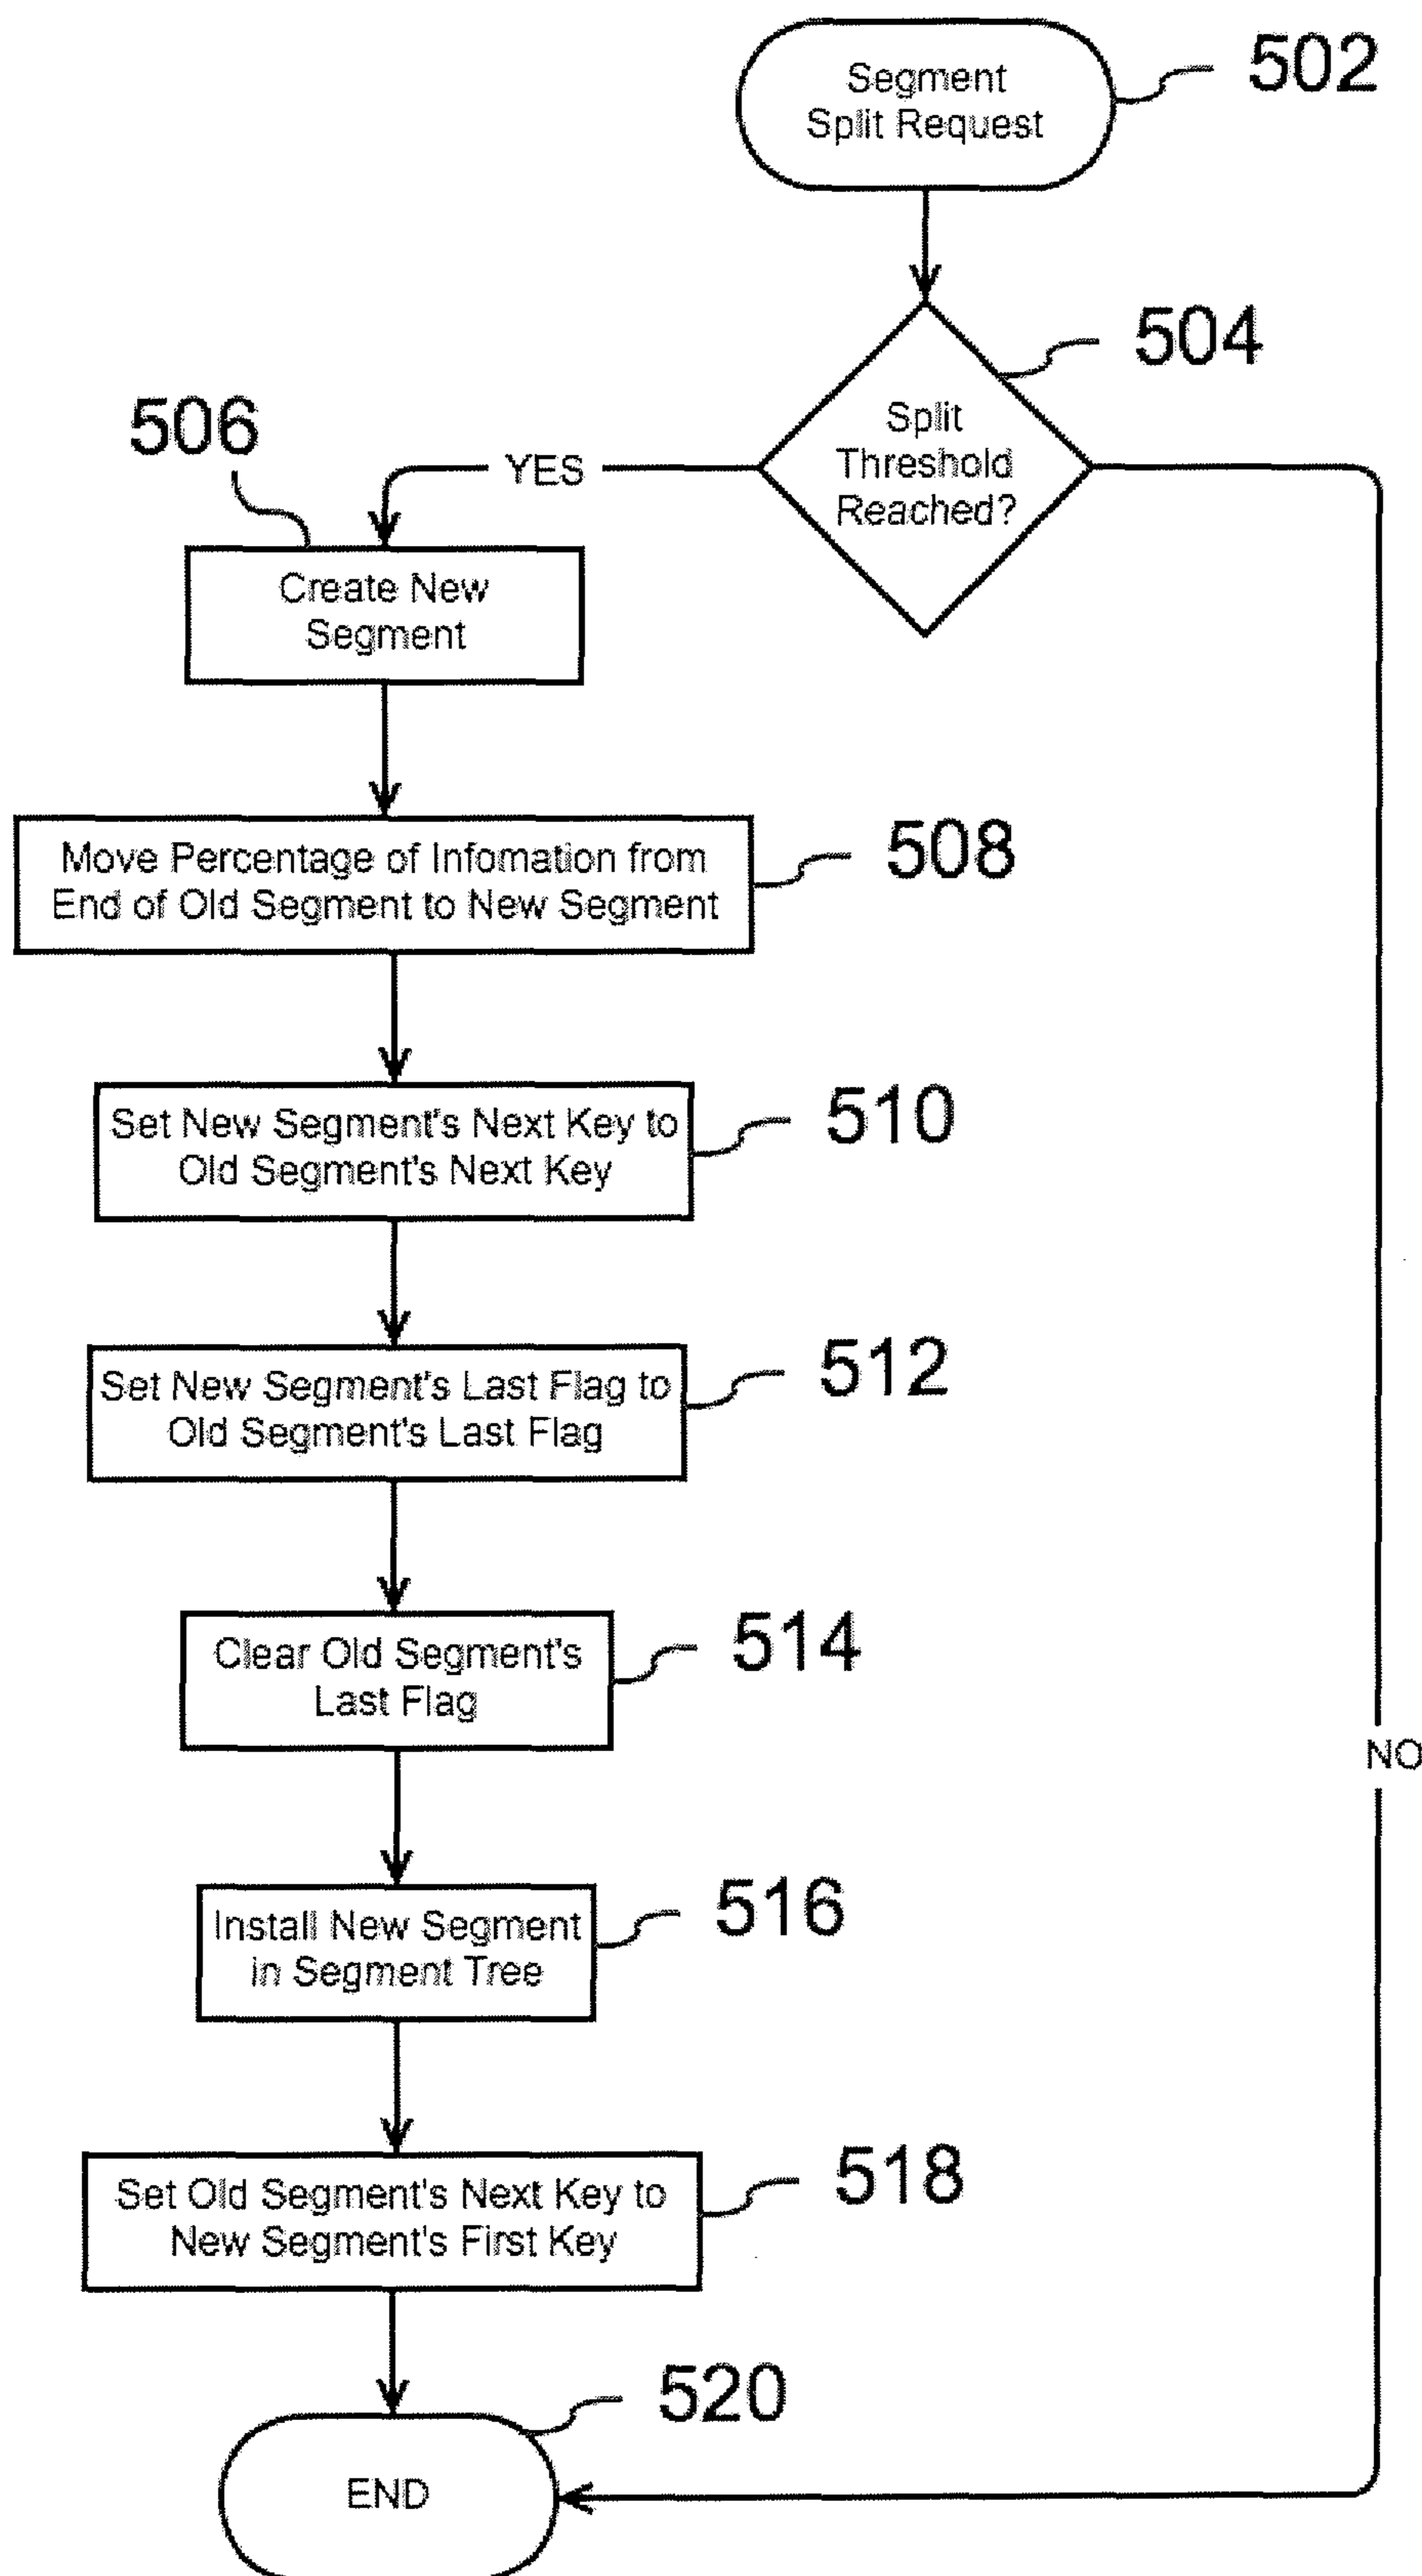 Segment
Split Request
502
504
Split
Threshold
Reached?
YES
506
Create New
Segment
Move Percentage of Infomation from
End of Old Segment to New Segment
508
Set New Segment's Next Key to
Old Segment's Next Key
510
Set New Segment's Last Flag to
Old Segment's Last Flag
512
Clear Old Segment's
Last Flag
514
NO
Install New Segment
in Segment Tree
516
Set Old Segment's Next Key to
New Segment's First Key
518
520
END